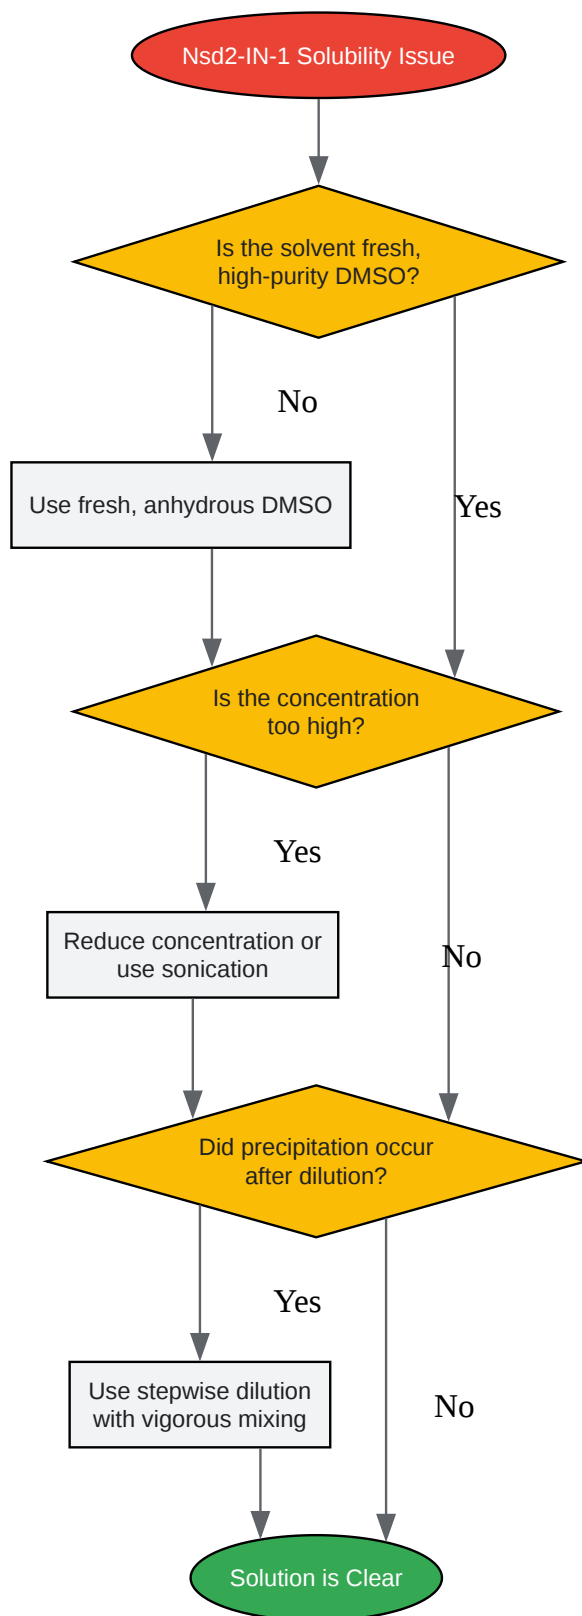 Nsd2-IN-1 Solubility Issue
Is the solvent fresh,
high-purity DMSO?
No
Use fresh, anhydrous DMSO
Yes
Is the concentration
too high?
Yes
Reduce concentration or
use sonication
No
Did precipitation occur
after dilution?
Yes
Use stepwise dilution
with vigorous mixing
No
Solution is Clear